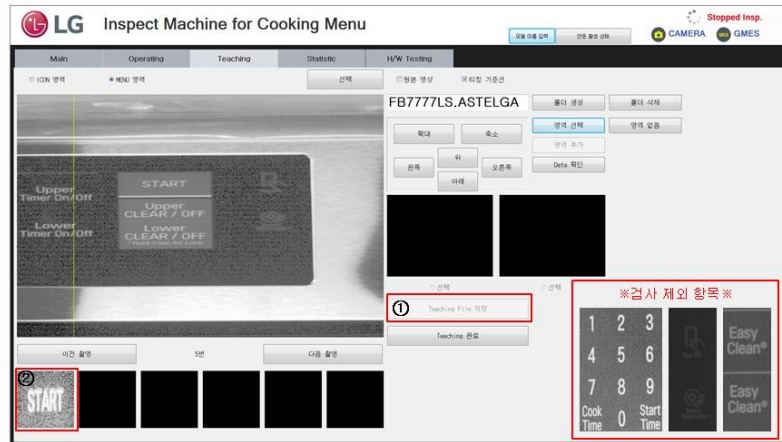 LG Inspect Machine for Cooking Menu
Stopped Insp.
모델 이름 입력
CAMERA
MES
GMES
Main Operating Teaching Statistic H/W Testing
ICON 영역 MENU 영역 선택 원본 영상 티칭 기준선
FB7777LS.ASTELGA
폴더 생성 폴더 삭제
영역 선택 영역 없음
영역 추가
Data 확인
확대 축소
위
왼쪽 오른쪽
아래
Upper
Timer On/Off
Lower
Timer On/Off
START
Upper
CLEAR / OFF
Lower
CLEAR / OFF
*Hold 3 sec for Lock
선택 선택
① Teaching File 저장
Teaching 완료
이전 촬영 5번 다음 촬영
②
START
※검사 제외 항목※
1 2 3
4 5 6
7 8 9
Cook
Time
0
Start
Time
Easy
Clean®
Easy
Clean®